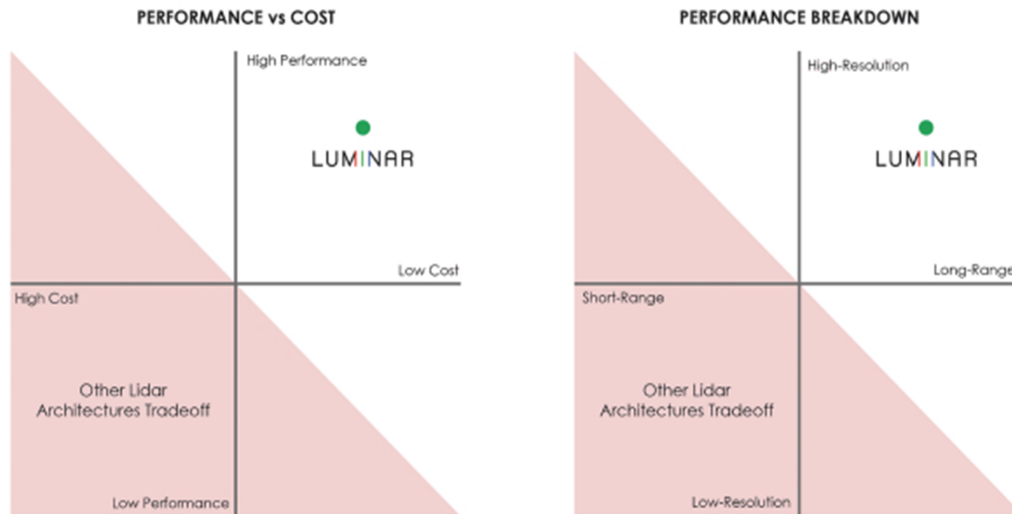 PERFORMANCE vs COST
High Performance
LUMINAR
Low Cost
High Cost
Other Lidar
Architectures Tradeoff
Low Performance
PERFORMANCE BREAKDOWN
High-Resolution
LUMINAR
Long-Range
Short-Range
Other Lidar
Architectures Tradeoff
Low-Resolution